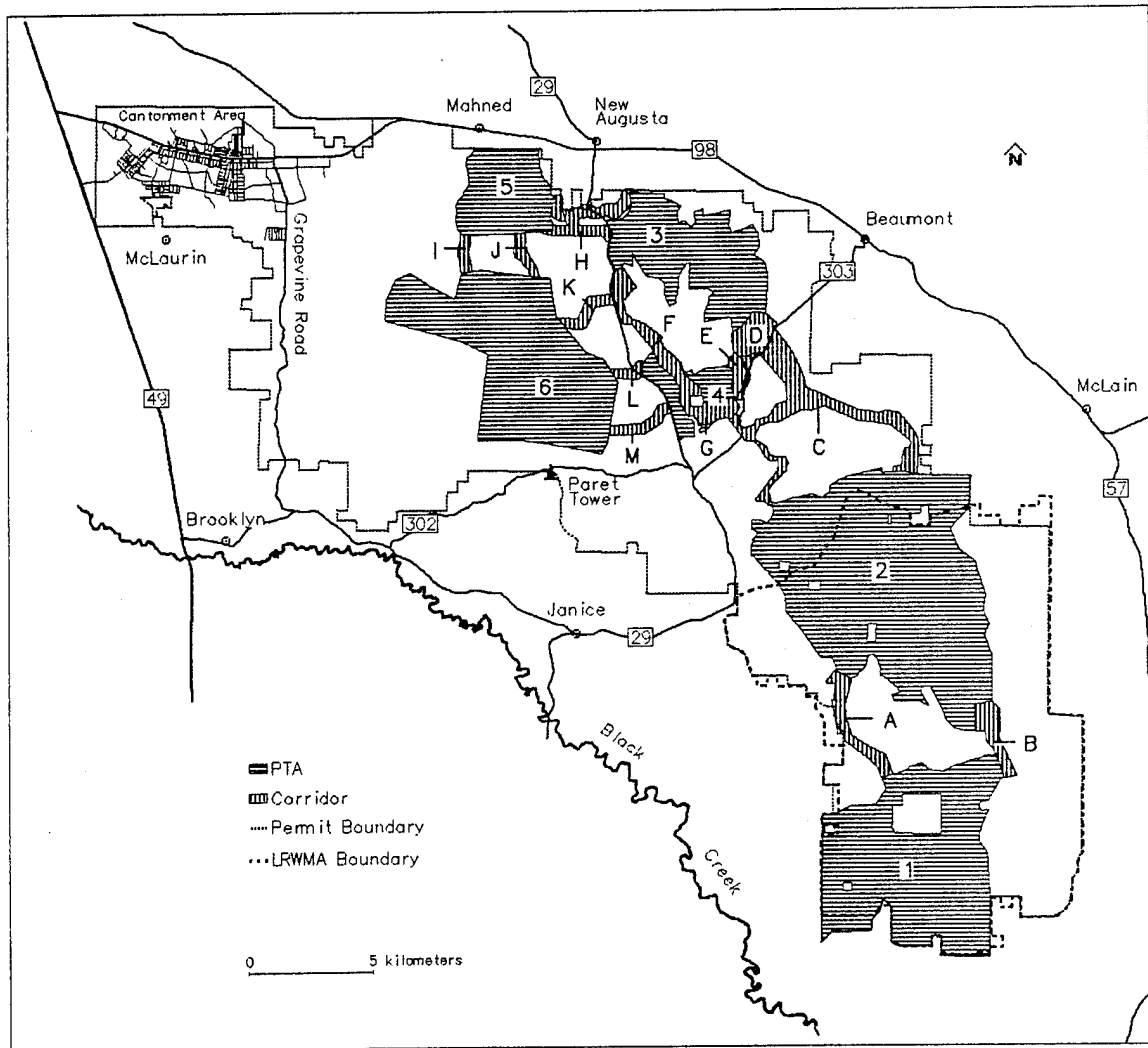 29
Mahned
New
Augusta
Cantonment Area
98
N
5
3
Beaumont
McLaurin
Grapevine Road
I
J
H
303
K
F
E
D
49
6
L
4
McLain
M
G
C
Paret
Tower
57
Brooklyn
302
2
Janice
29
A
B
Black
Creek
PTA
Corridor
Permit Boundary
LRWMA Boundary
1
0 5 kilometers